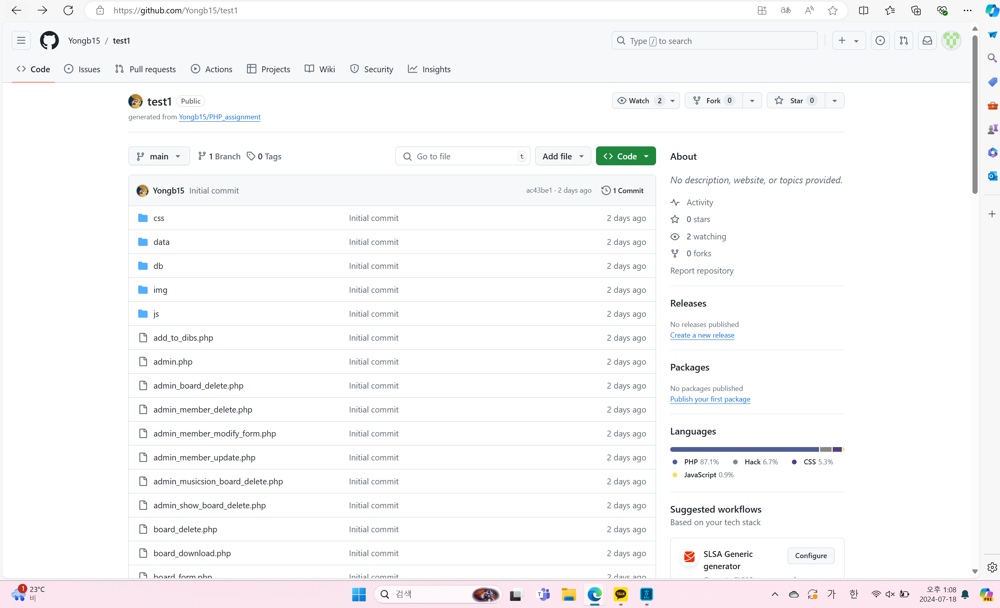 https://github.com/Yongb15/test1
Yongb15 / test1
Type / to search
Code Issues Pull requests Actions Projects Wiki Security Insights
test1 Public
Watch 2 Fork 0 Star 0
generated from Yongb15/PHP_assignment
main 1 Branch 0 Tags Go to file t Add file Code
Yongb15 Initial commit ac43be1 · 2 days ago 1 Commit
css Initial commit 2 days ago
data Initial commit 2 days ago
db Initial commit 2 days ago
img Initial commit 2 days ago
js Initial commit 2 days ago
add_to_dibs.php Initial commit 2 days ago
admin.php Initial commit 2 days ago
admin_board_delete.php Initial commit 2 days ago
admin_member_delete.php Initial commit 2 days ago
admin_member_modify_form.php Initial commit 2 days ago
admin_member_update.php Initial commit 2 days ago
admin_musicsion_board_delete.php Initial commit 2 days ago
admin_show_board_delete.php Initial commit 2 days ago
board_delete.php Initial commit 2 days ago
board_download.php Initial commit 2 days ago
board_form.php Initial commit 2 days ago
About
No description, website, or topics provided.
Activity
0 stars
2 watching
0 forks
Report repository
Releases
No releases published
Create a new release
Packages
No packages published
Publish your first package
Languages
PHP 87.1% Hack 6.7% CSS 5.3%
JavaScript 0.9%
Suggested workflows
Based on your tech stack
SLSA Generic
generator
Configure
1
23°C
비
검색
TALK
가 한
오후 1:08
2024-07-18
PRE